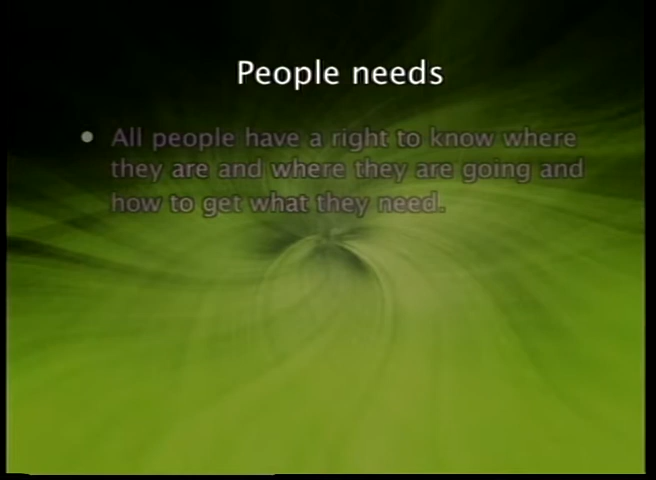 People needs
• All people have a right to know where
they are and where they are going and
how to get what they need.